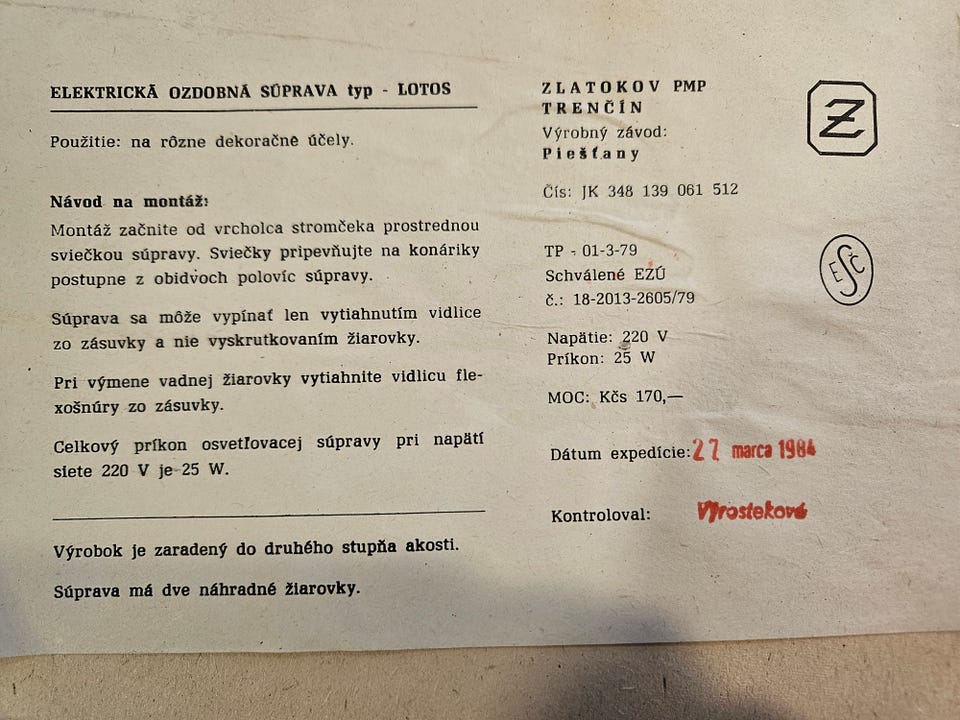 ELEKTRICKÁ OZDOBNÁ SÚPRAVA typ - LOTOS
Použitie: na rôzne dekoračné účely.
Návod na montáž:
Montáž začnite od vrcholca stromčeka prostrednou
sviečkou súpravy. Sviečky pripevňujte na konáriky
postupne z obidvoch polovíc súpravy.
Súprava sa môže vypínať len vytiahnutím vidlice
zo zásuvky a nie vyskrutkovaním žiarovky.
Pri výmene vadnej žiarovky vytiahnite vidlicu fle-
xošnúry zo zásuvky.
Celkový príkon osvetľovacej súpravy pri napätí
siete 220 V je 25 W.
Výrobok je zaradený do druhého stupňa akosti.
Súprava má dve náhradné žiarovky.
ZLATOKOV PMP
TRENČÍN
Výrobný závod:
Piešťany
Čís: JK 348 139 061 512
TP - 01-3-79
Schválené EZÚ
č.: 18-2013-2605/79
Napätie: 220 V
Príkon: 25 W
MOC: Kčs 170,—
Dátum expedície: 27 marca 1984
Kontroloval: Vyrosteková
Z
ESČ